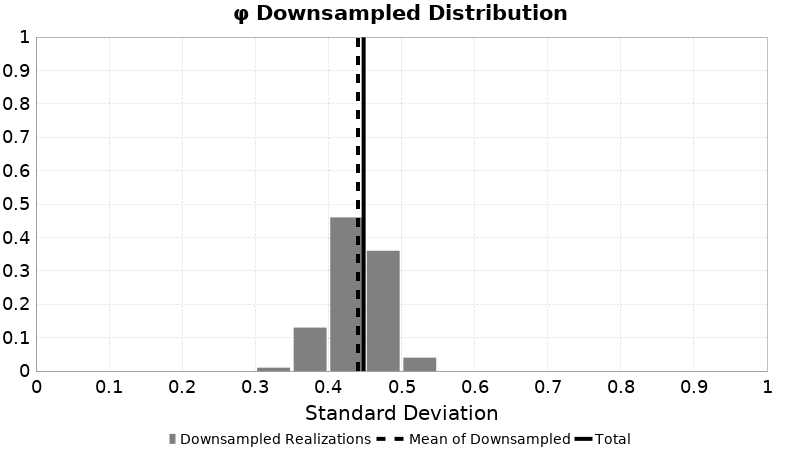 φ Downsampled Distribution
1
0.9
0.8
0.7
0.6
0.5
0.4
0.3
0.2
0.1
0
0 0.1 0.2 0.3 0.4 0.5 0.6 0.7 0.8 0.9 1
Standard Deviation
Downsampled Realizations Mean of Downsampled Total